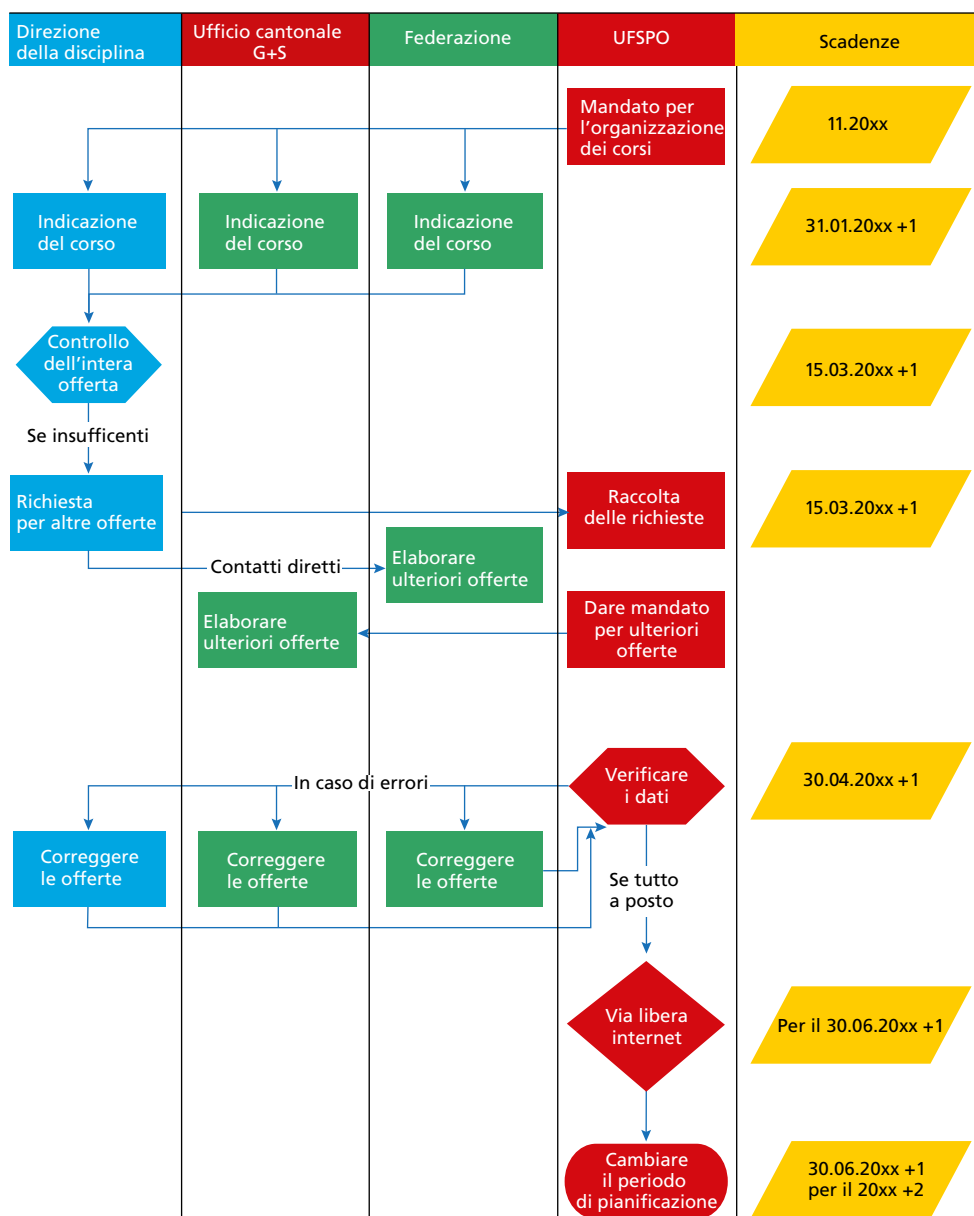 Direzione
della disciplina
Ufficio cantonale
G+S
Federazione
UFSPO
Scadenze
Mandato per
l'organizzazione
dei corsi
11.20xx
Indicazione
del corso
Indicazione
del corso
Indicazione
del corso
31.01.20xx +1
Controllo
dell'intera
offerta
15.03.20xx +1
Se insufficenti
Richiesta
per altre offerte
Raccolta
delle richieste
15.03.20xx +1
Contatti diretti
Elaborare
ulteriori offerte
Elaborare
ulteriori offerte
Dare mandato
per ulteriori
offerte
In caso di errori
Verificare
i dati
30.04.20xx +1
Correggere
le offerte
Correggere
le offerte
Correggere
le offerte
Se tutto
a posto
Via libera
internet
Per il 30.06.20xx +1
Cambiare
il periodo
di pianificazione
30.06.20xx +1
per il 20xx +2